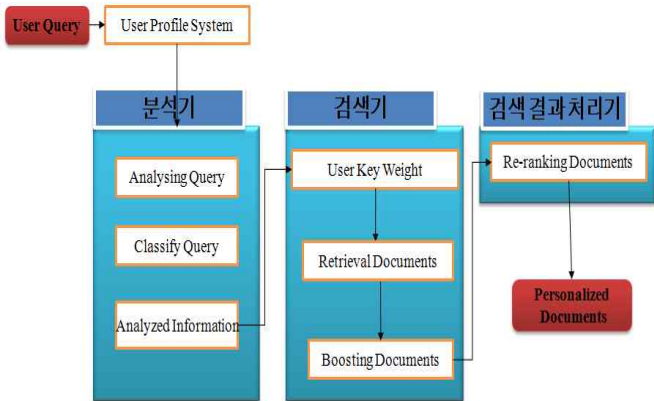 User Query
User Profile System
분석기
검색기
검색 결과 처리기
Analysing Query
Classify Query
Analyzed Information
User Key Weight
Retrieval Documents
Boosting Documents
Re-ranking Documents
Personalized
Documents